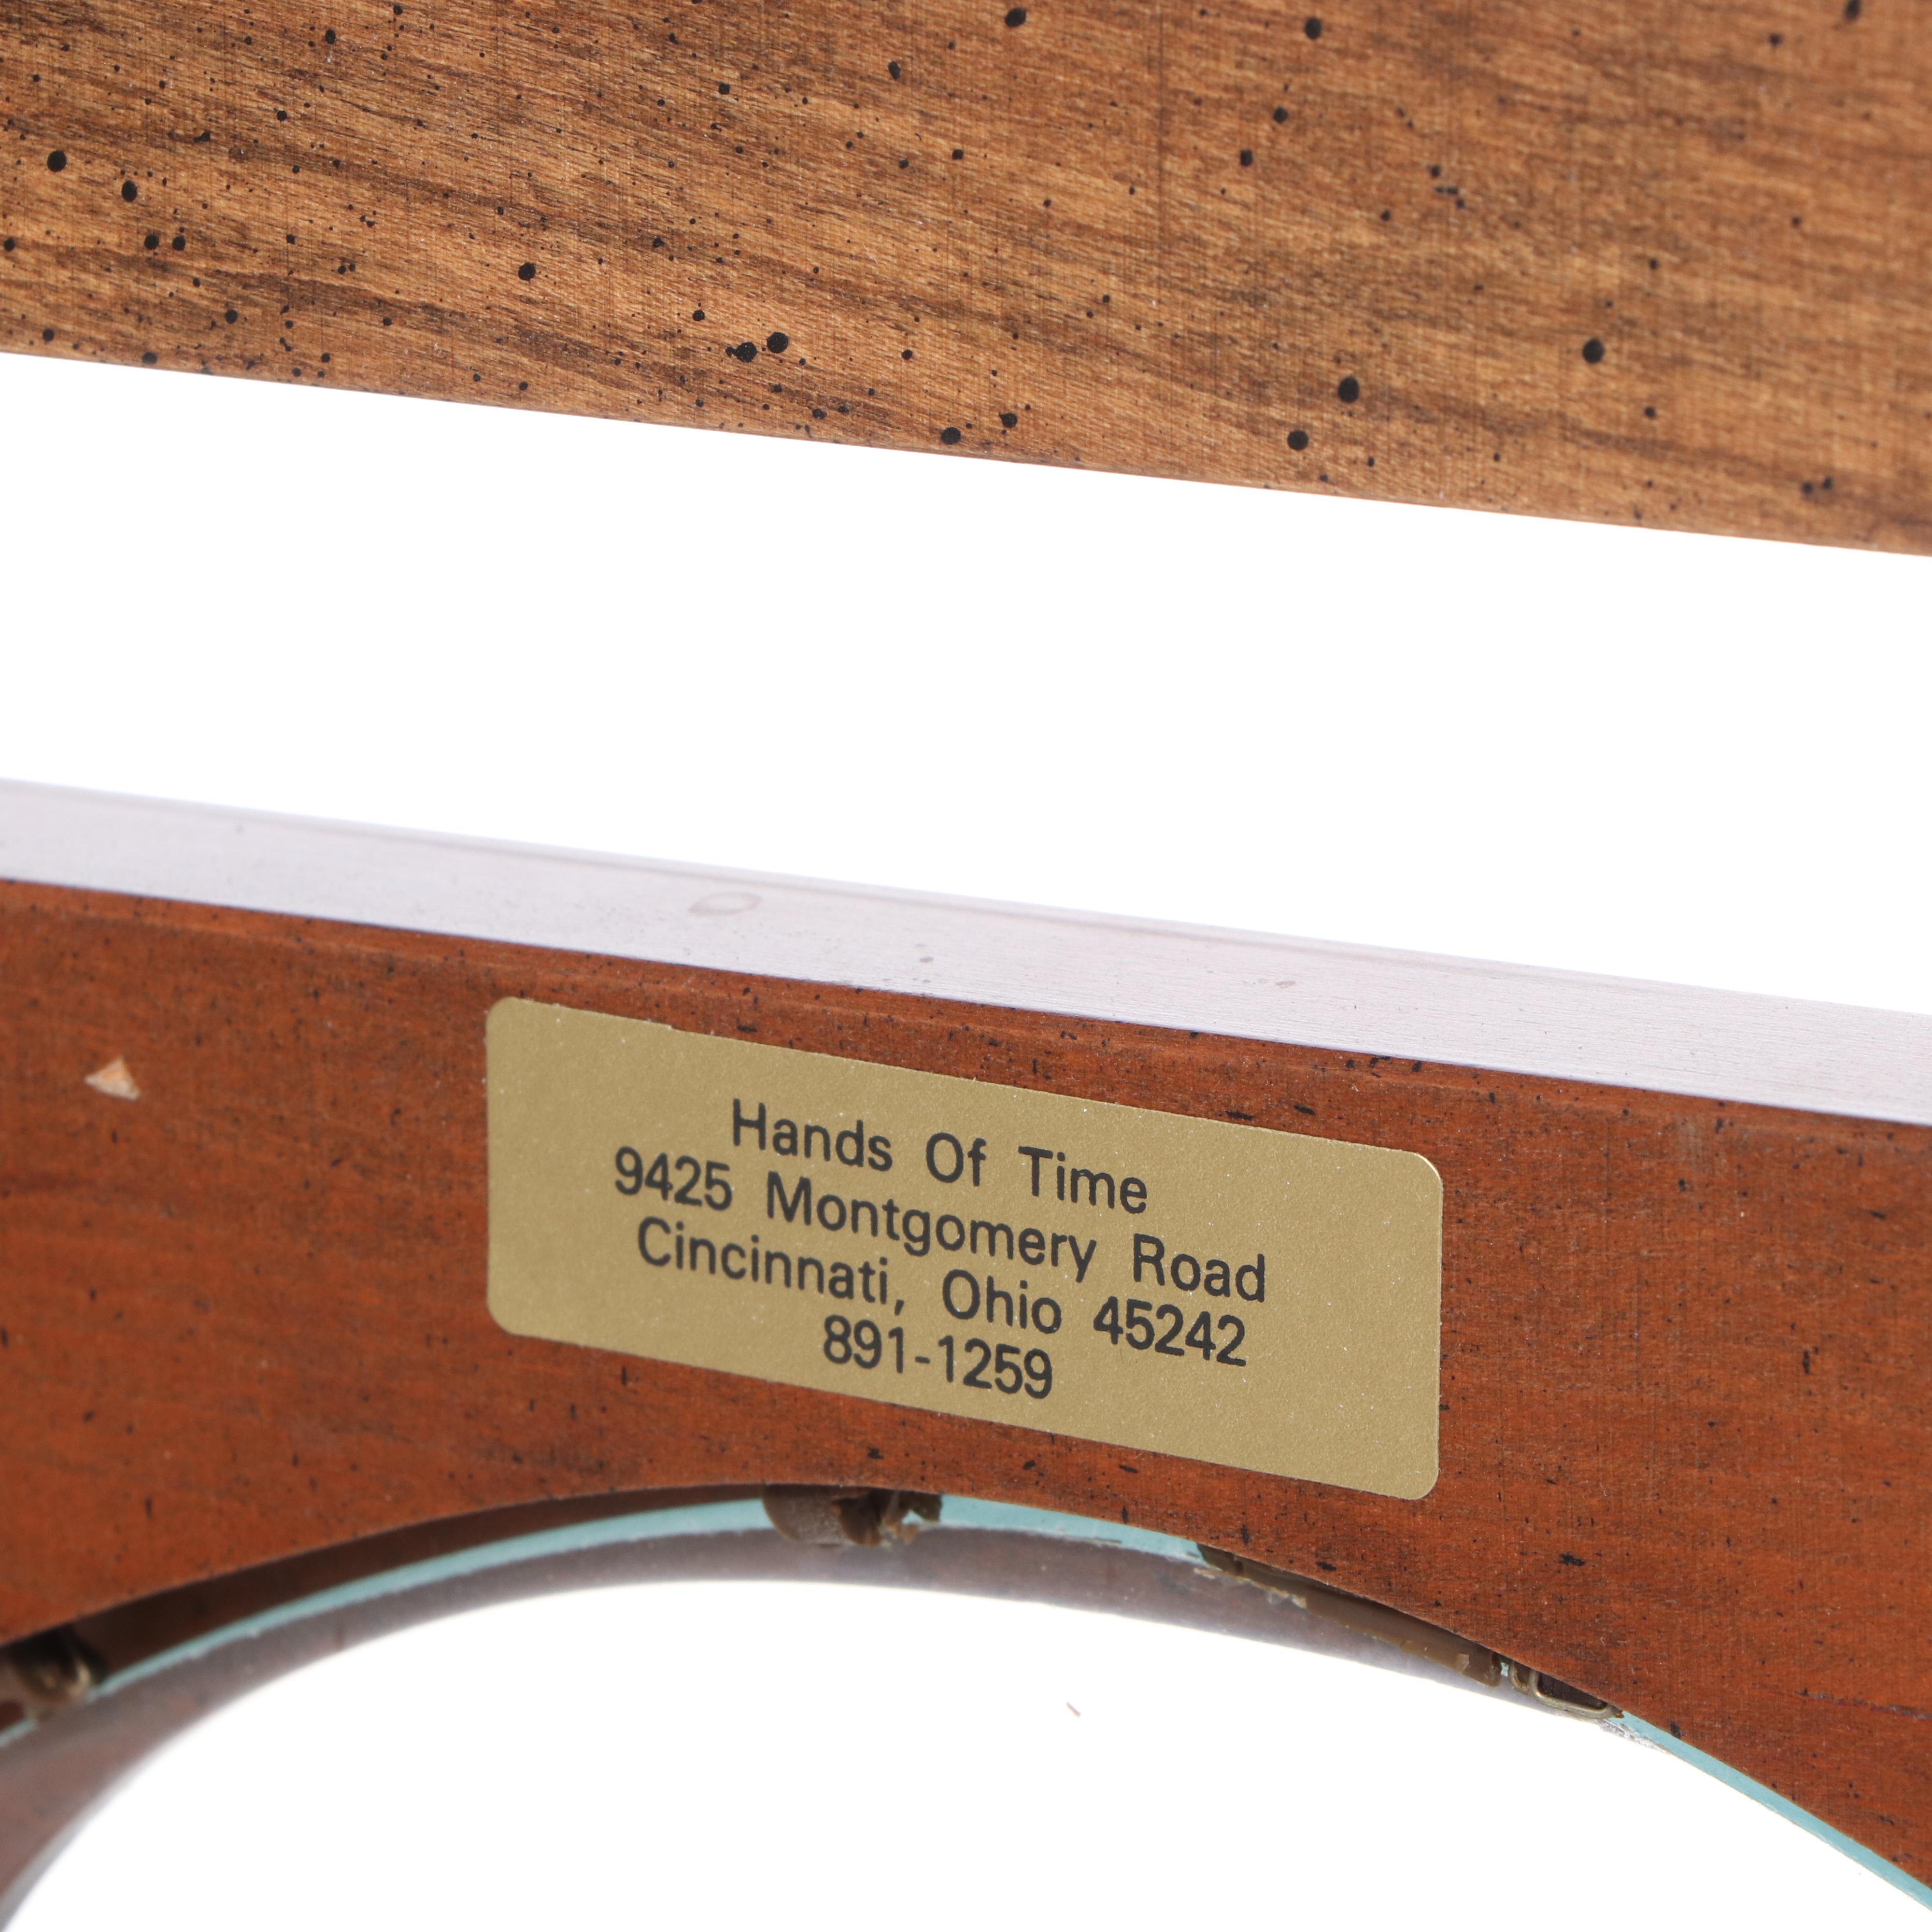 Hands Of Time
9425 Montgomery Road
Cincinnati, Ohio 45242
891-1259